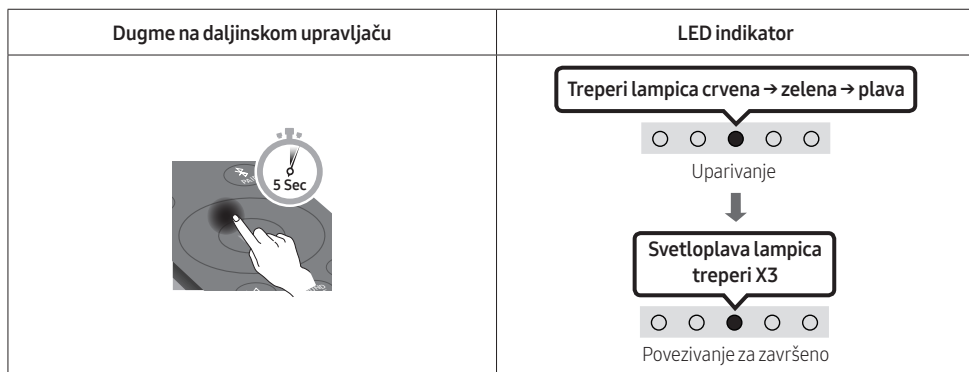 Dugme na daljinskom upravljaču
LED indikator
5 Sec
PAIR
Treperi lampica crvena → zelena → plava
Uparivanje
Svetloplava lampica
treperi X3
Povezivanje za završeno